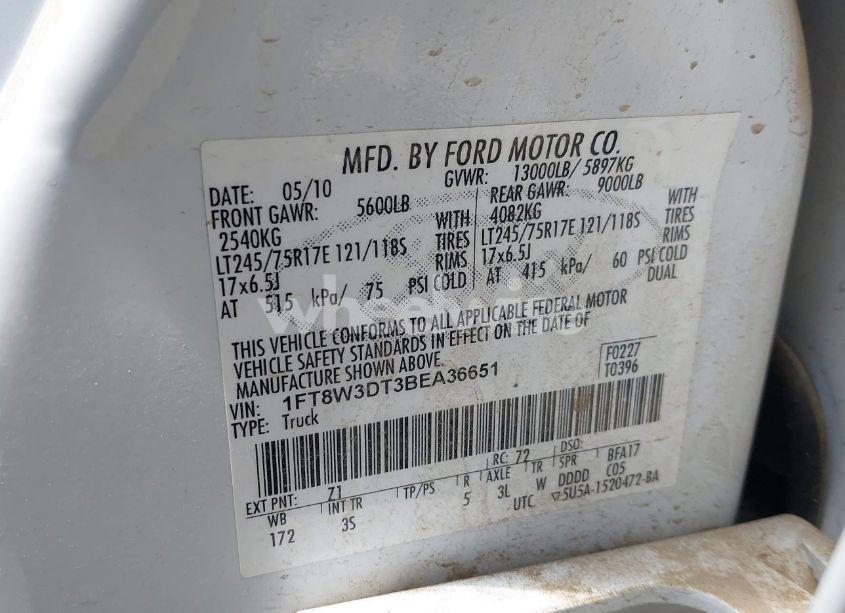 MFD. BY FORD MOTOR CO.
DATE: 05/10 GVWR: 13000LB/ 5897KG
FRONT GAWR: 5600LB REAR GAWR: 9000LB
2540KG WITH 4082KG WITH
LT245/75R17E 121/118S TIRES LT245/75R17E 121/118S TIRES
17x6.5J RIMS 17x6.5J RIMS
AT 515 kPa/ 75 PSI COLD AT 415 kPa/ 60 PSI COLD
DUAL
THIS VEHICLE CONFORMS TO ALL APPLICABLE FEDERAL MOTOR
VEHICLE SAFETY STANDARDS IN EFFECT ON THE DATE OF
MANUFACTURE SHOWN ABOVE.
VIN: 1FT8W3DT3BEA36651 F0227
TYPE: Truck T0396
EXT PNT: Z1 RC: 72 DSO:
WB INT TR TP/PS R AXLE TR SPR BFA17
172 3S 5 3L W DDDD C05
UTC 5U5A-1520472-BA